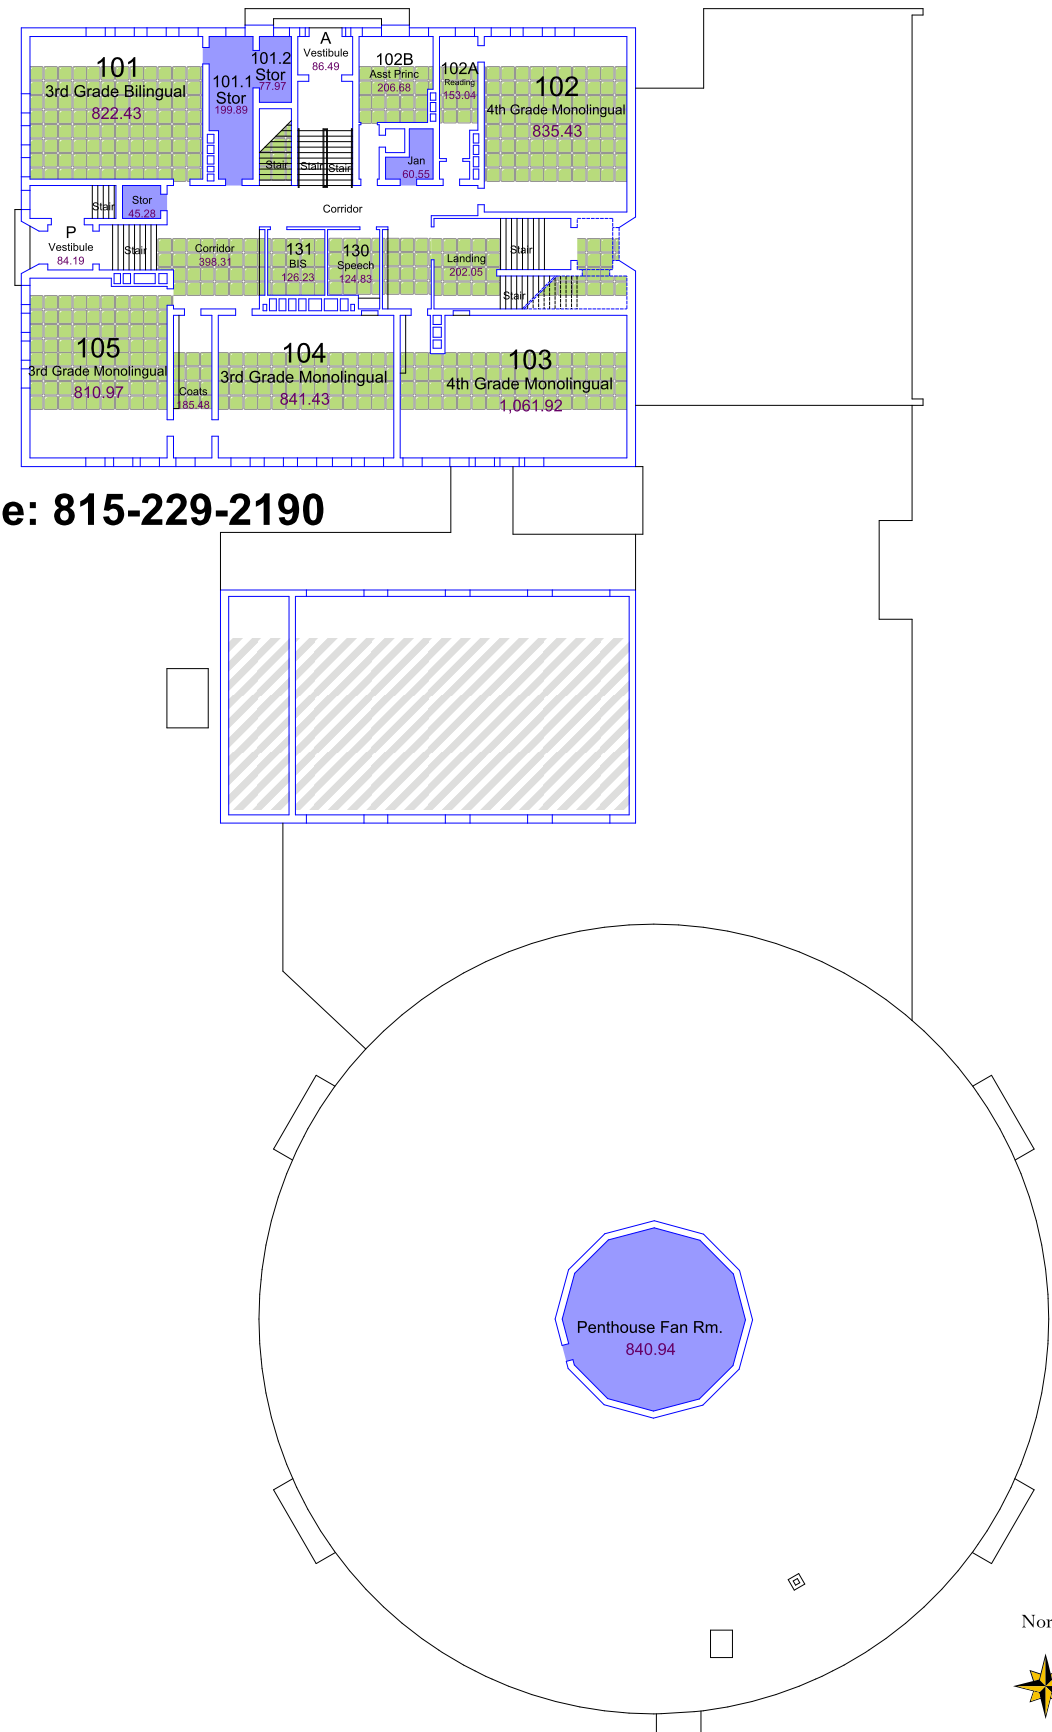 101
3rd Grade Bilingual
822.43
101.1
Stor
199.89
101.2
Stor
77.97
Stair
A
Vestibule
86.49
Stair
Stair
102B
Asst Princ
206.68
102A
Reading
153.04
102
4th Grade Monolingual
835.43
Jan
60.55
Stair
Stor
45.28
Corridor
P
Vestibule
84.19
Stair
Corridor
398.31
131
BIS
126.23
130
Speech
124.83
Landing
202.05
Stair
Stair
105
3rd Grade Monolingual
810.97
Coats
185.48
104
3rd Grade Monolingual
841.43
103
4th Grade Monolingual
1,061.92
e: 815-229-2190
Penthouse Fan Rm.
840.94
Nor